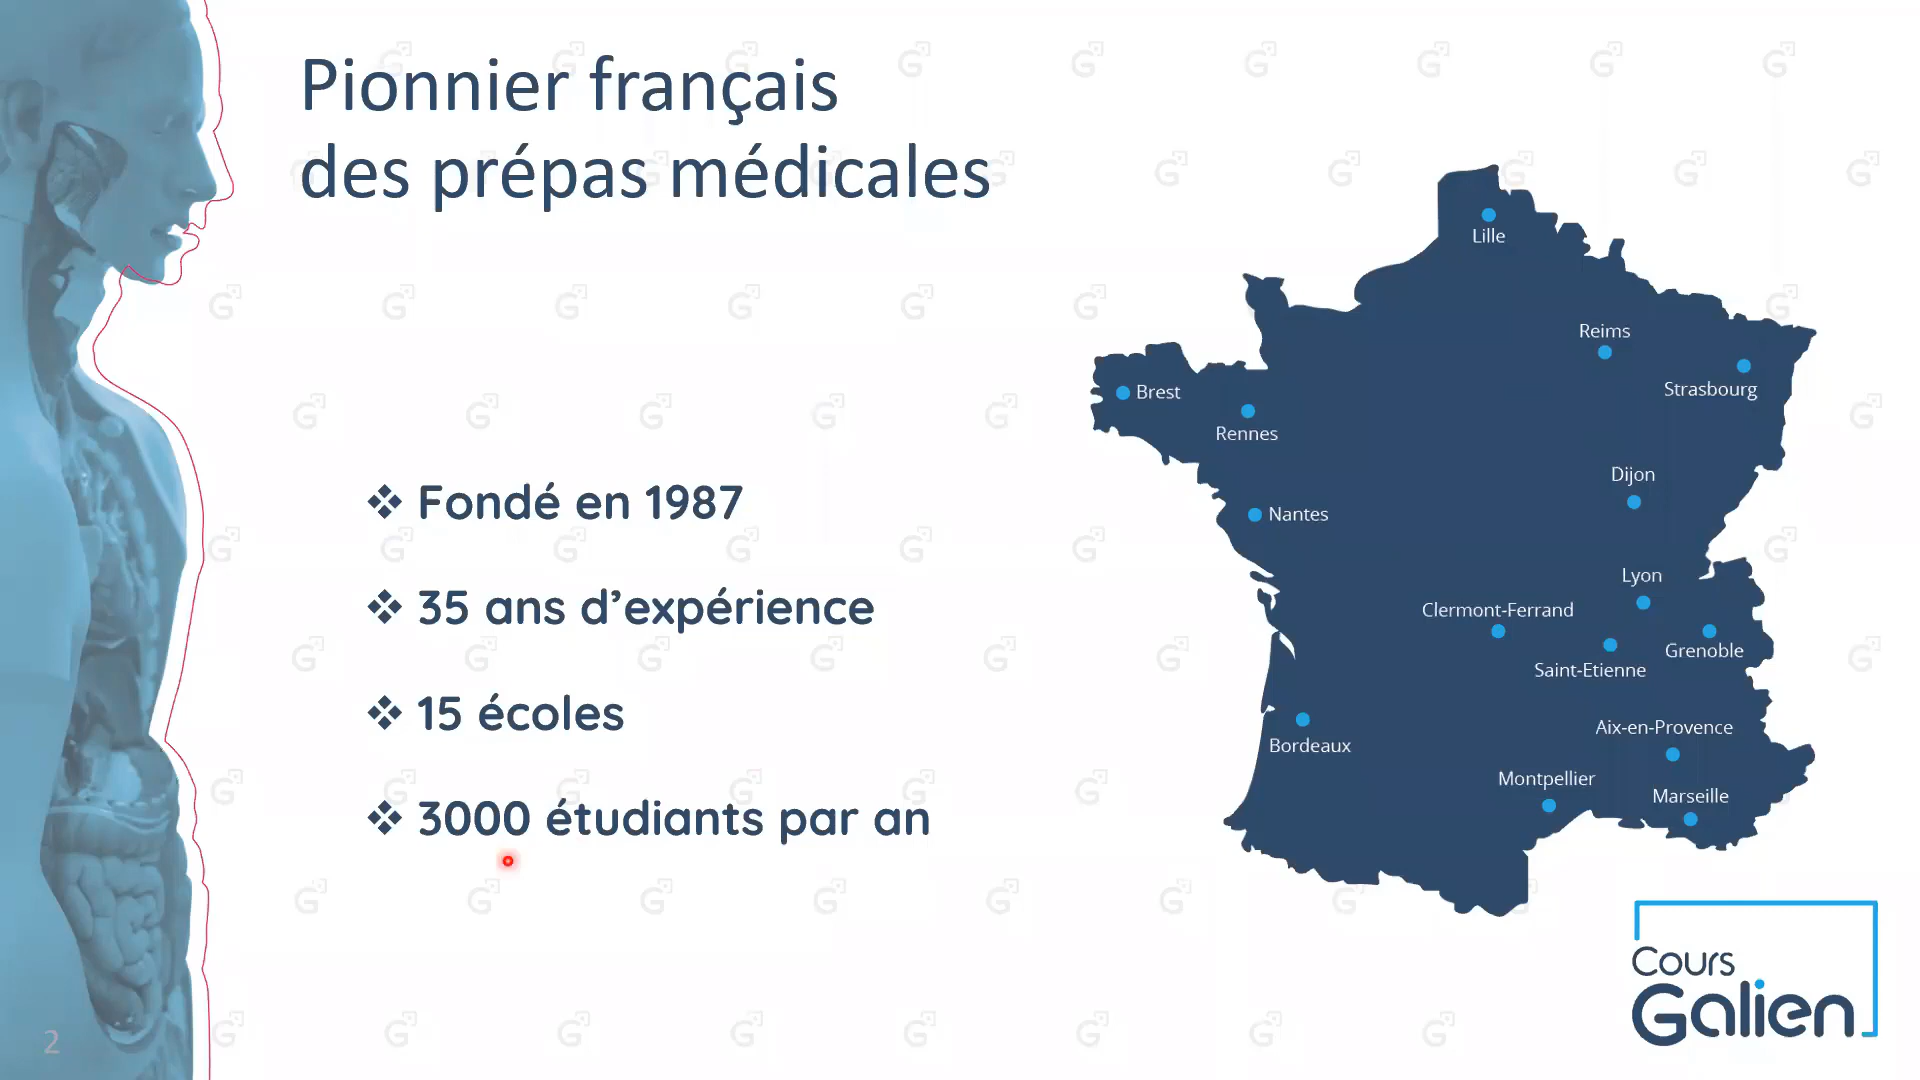 Pionnier français
des prépas médicales
Fondé en 1987
35 ans d’expérience
15 écoles
3000 étudiants par an
Lille
Reims
Strasbourg
Brest
Rennes
Dijon
Nantes
Lyon
Clermont-Ferrand
Grenoble
Saint-Etienne
Aix-en-Provence
Bordeaux
Montpellier
Marseille
Cours
Galien
2